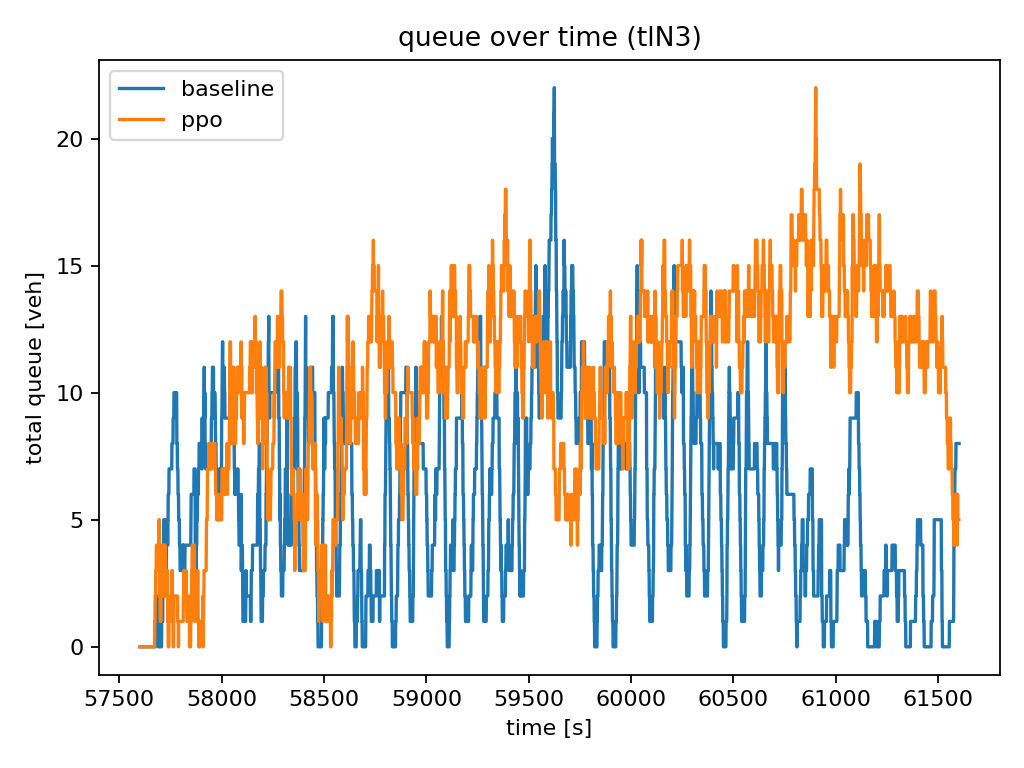 queue over time (tlN3)
baseline
ppo
total queue [veh]
20
15
10
5
0
57500 58000 58500 59000 59500 60000 60500 61000 61500
time [s]